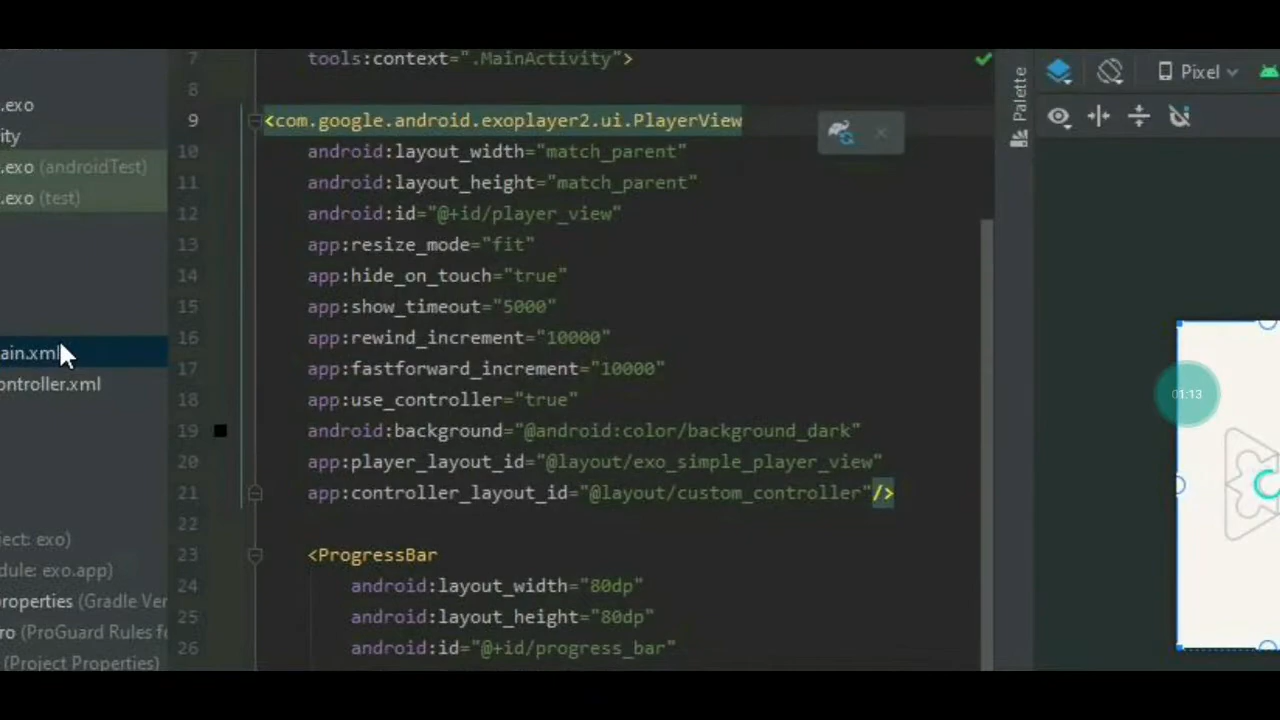 .exo
ity
.exo (androidTest)
.exo (test)
ain.xml
ontroller.xml
ject: exo)
dule: exo.app)
properties (Gradle Ver
ro (ProGuard Rules fo
(Project Properties)
7 tools:context=".MainActivity">
8
9 <com.google.android.exoplayer2.ui.PlayerView
10 android:layout_width="match_parent"
11 android:layout_height="match_parent"
12 android:id="@+id/player_view"
13 app:resize_mode="fit"
14 app:hide_on_touch="true"
15 app:show_timeout="5000"
16 app:rewind_increment="10000"
17 app:fastforward_increment="10000"
18 app:use_controller="true"
19 android:background="@android:color/background_dark"
20 app:player_layout_id="@layout/exo_simple_player_view"
21 app:controller_layout_id="@layout/custom_controller"/>
22
23 <ProgressBar
24 android:layout_width="80dp"
25 android:layout_height="80dp"
26 android:id="@+id/progress_bar"
Palette
Pixel
01:13